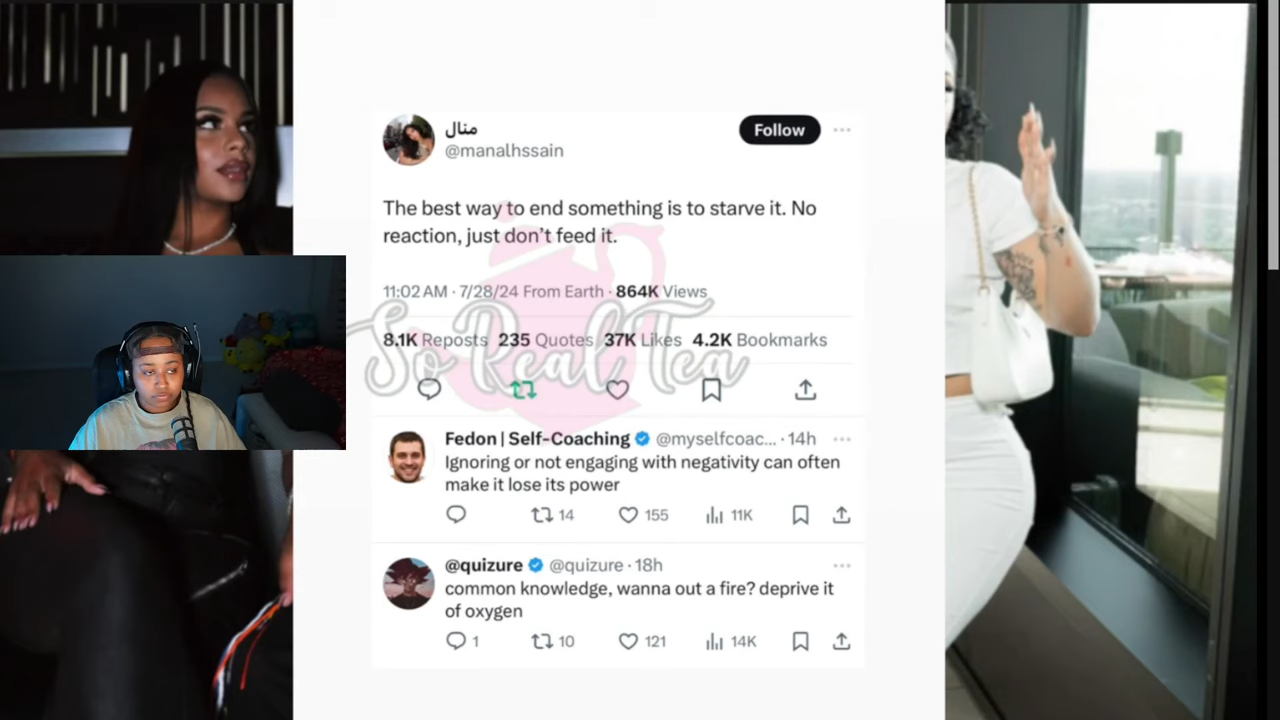 منال
@manalhssain
Follow
The best way to end something is to starve it. No
reaction, just don’t feed it.
11:02 AM · 7/28/24 From Earth · 864K Views
8.1K Reposts 235 Quotes 37K Likes 4.2K Bookmarks
So Real Tea
Fedon | Self-Coaching @myselfcoac... · 14h
Ignoring or not engaging with negativity can often
make it lose its power
14 155 11K
@quizure @quizure · 18h
common knowledge, wanna out a fire? deprive it
of oxygen
1 10 121 14K